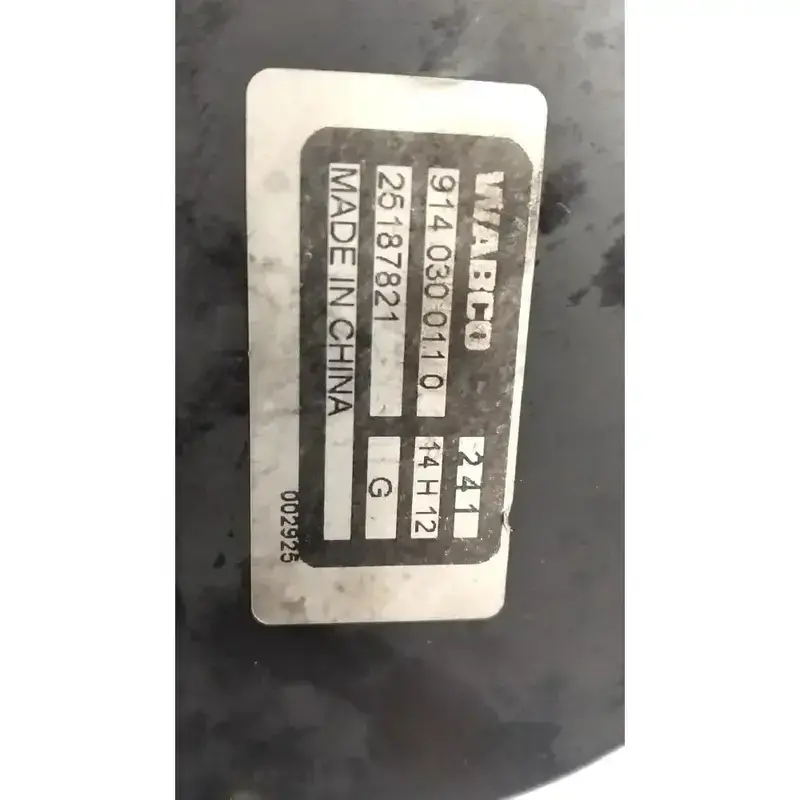 WABCO 241
914 030 011 0 14 H 12
25187821 G
MADE IN CHINA
002925